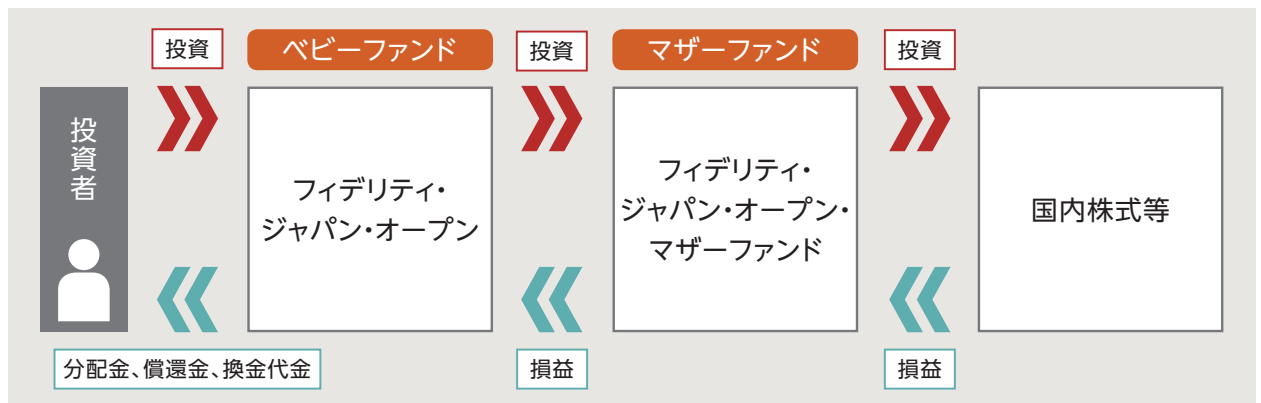 投資
ベビーファンド
投資
マザーファンド
投資
投資者
フィデリティ・
ジャパン・オープン
フィデリティ・
ジャパン・オープン・
マザーファンド
国内株式等
分配金、償還金、換金代金
損益
損益